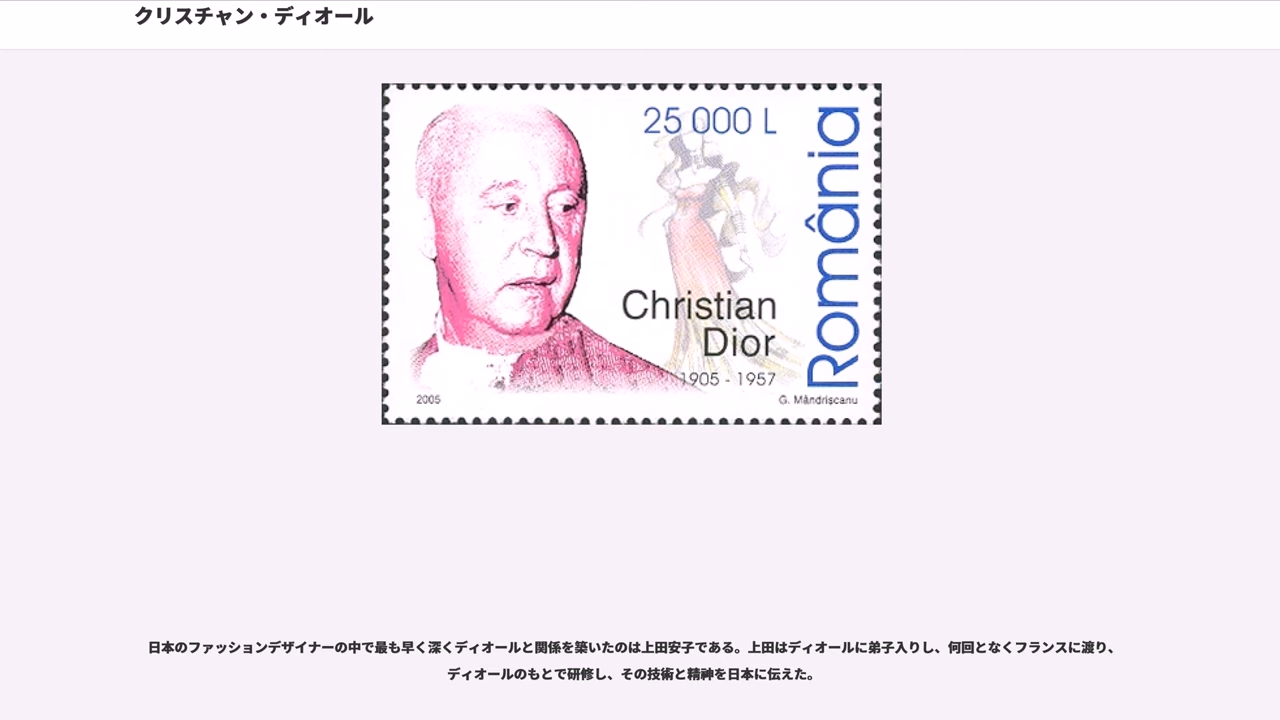 クリスチャン・ディオール
25 000 L
România
Christian
Dior
1905 - 1957
2005
G. Mândrişcanu
日本のファッションデザイナーの中で最も早く深くディオールと関係を築いたのは上田安子である。上田はディオールに弟子入りし、何回となくフランスに渡り、
ディオールのもとで研修し、その技術と精神を日本に伝えた。